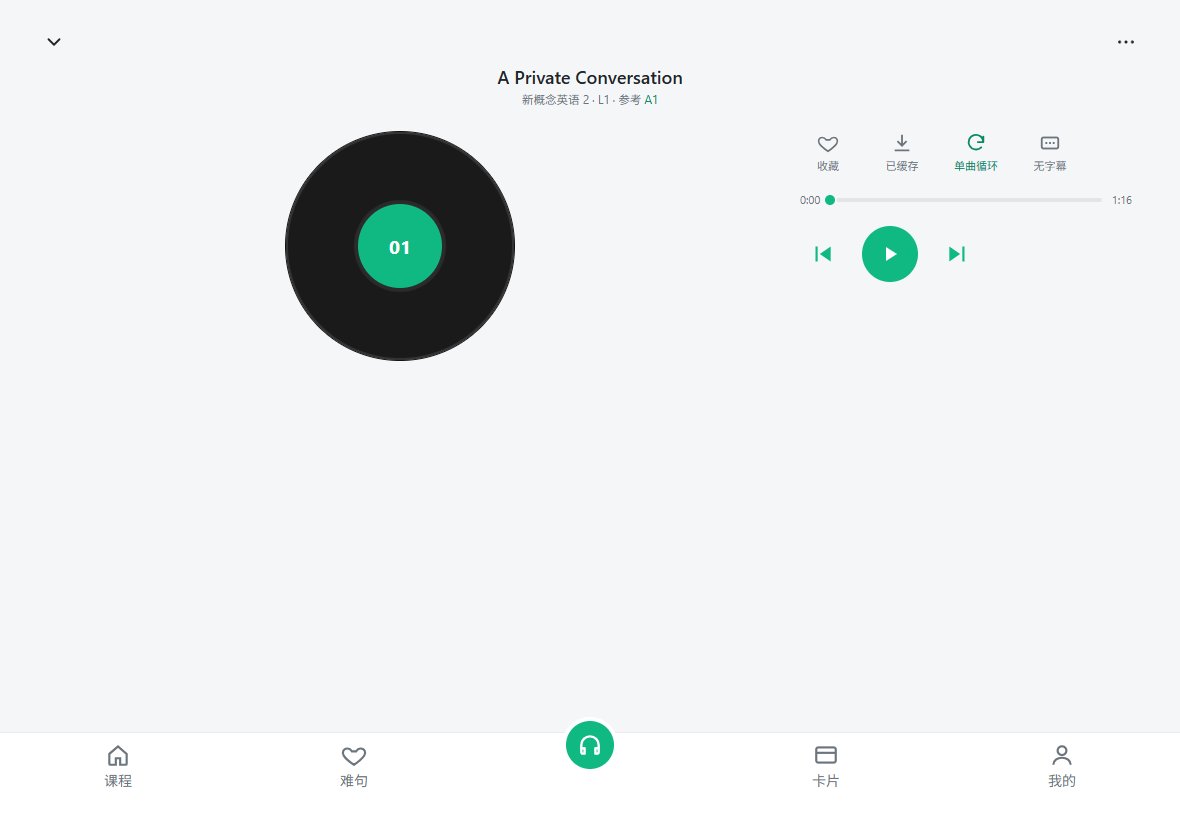 A Private Conversation
新概念英语 2 · L1 · 参考 A1
01
收藏 已缓存 单曲循环 无字幕
0:00 1:16
课程 难句 卡片 我的